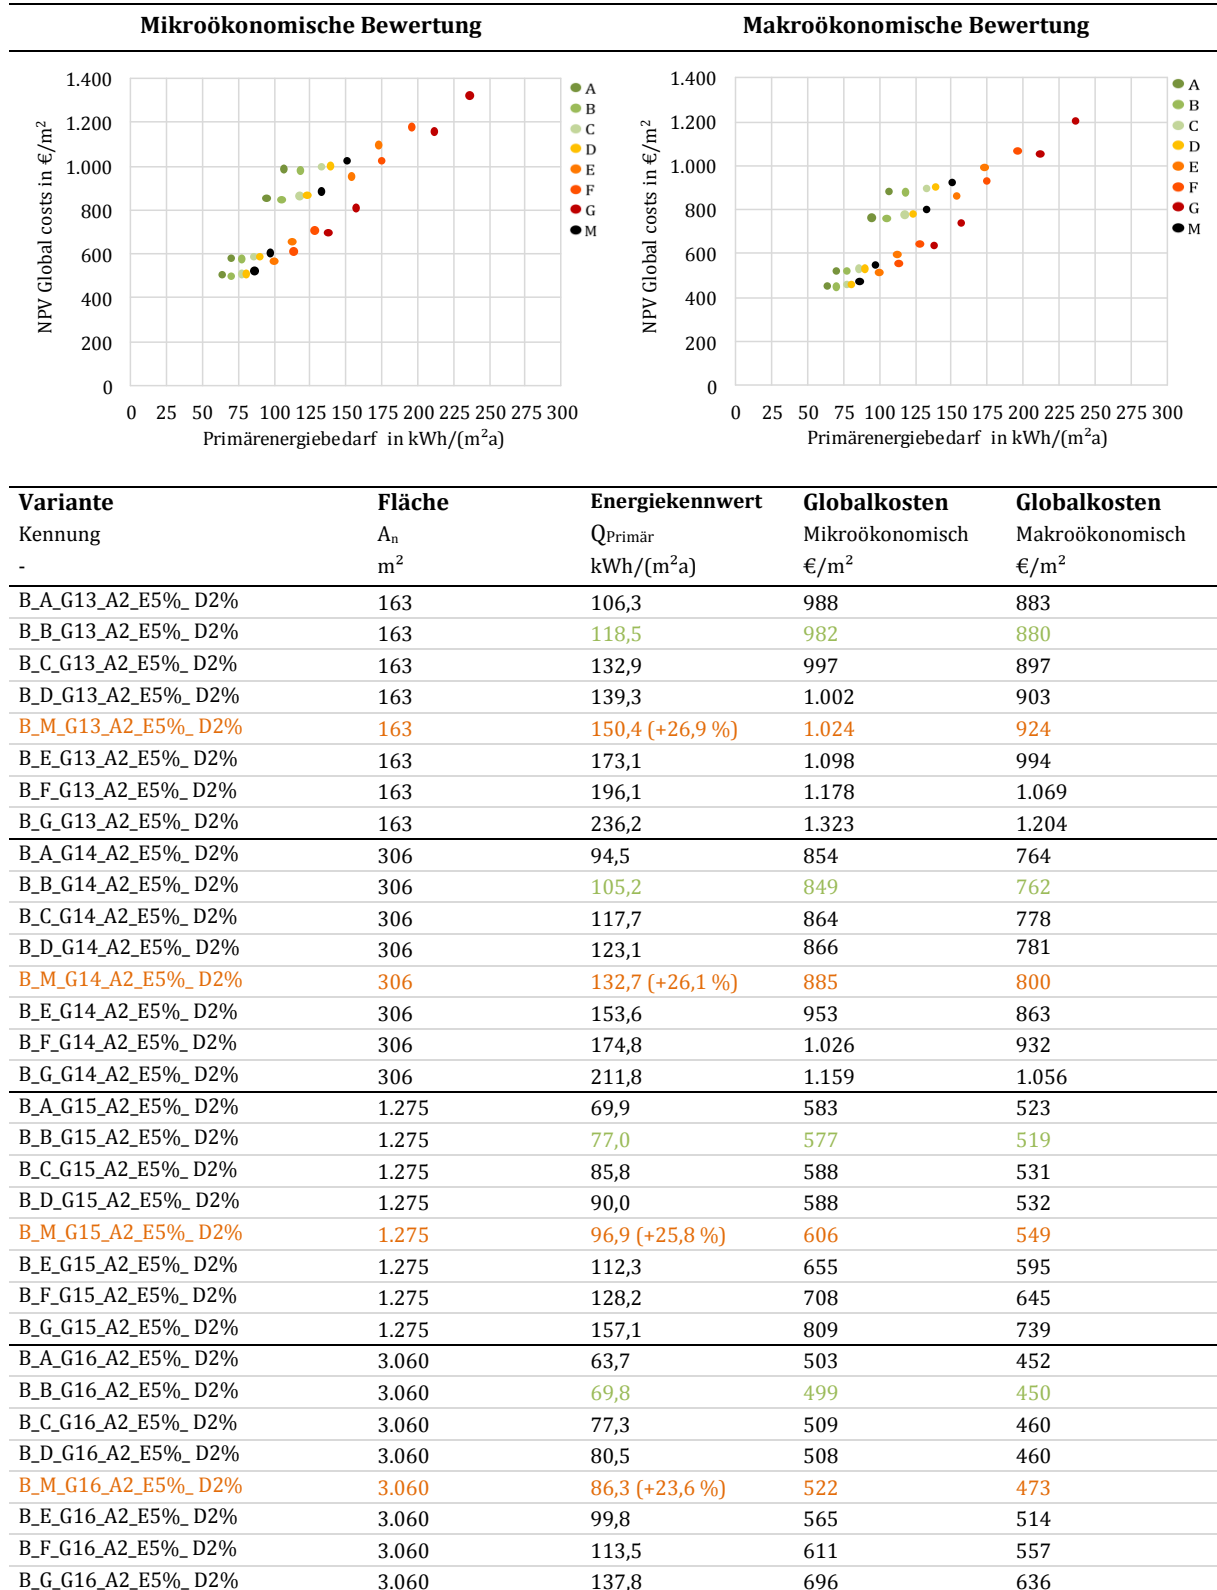 Mikroökonomische Bewertung Makroökonomische Bewertung
NPV Global costs in €/m²
1.400
1.200
1.000
800
600
400
200
0
0 25 50 75 100 125 150 175 200 225 250 275 300
Primärenergiebedarf in kWh/(m²a)
A
B
C
D
E
F
G
M
NPV Global costs in €/m²
1.400
1.200
1.000
800
600
400
200
0
0 25 50 75 100 125 150 175 200 225 250 275 300
Primärenergiebedarf in kWh/(m²a)
A
B
C
D
E
F
G
M
Variante Fläche Energiekennwert Globalkosten Globalkosten
Kennung Aₙ QPrimär Mikroökonomisch Makroökonomisch
- m² kWh/(m²a) €/m² €/m²
B_A_G13_A2_E5%_ D2% 163 106,3 988 883
B_B_G13_A2_E5%_ D2% 163 118,5 982 880
B_C_G13_A2_E5%_ D2% 163 132,9 997 897
B_D_G13_A2_E5%_ D2% 163 139,3 1.002 903
B_M_G13_A2_E5%_ D2% 163 150,4 (+26,9 %) 1.024 924
B_E_G13_A2_E5%_ D2% 163 173,1 1.098 994
B_F_G13_A2_E5%_ D2% 163 196,1 1.178 1.069
B_G_G13_A2_E5%_ D2% 163 236,2 1.323 1.204
B_A_G14_A2_E5%_ D2% 306 94,5 854 764
B_B_G14_A2_E5%_ D2% 306 105,2 849 762
B_C_G14_A2_E5%_ D2% 306 117,7 864 778
B_D_G14_A2_E5%_ D2% 306 123,1 866 781
B_M_G14_A2_E5%_ D2% 306 132,7 (+26,1 %) 885 800
B_E_G14_A2_E5%_ D2% 306 153,6 953 863
B_F_G14_A2_E5%_ D2% 306 174,8 1.026 932
B_G_G14_A2_E5%_ D2% 306 211,8 1.159 1.056
B_A_G15_A2_E5%_ D2% 1.275 69,9 583 523
B_B_G15_A2_E5%_ D2% 1.275 77,0 577 519
B_C_G15_A2_E5%_ D2% 1.275 85,8 588 531
B_D_G15_A2_E5%_ D2% 1.275 90,0 588 532
B_M_G15_A2_E5%_ D2% 1.275 96,9 (+25,8 %) 606 549
B_E_G15_A2_E5%_ D2% 1.275 112,3 655 595
B_F_G15_A2_E5%_ D2% 1.275 128,2 708 645
B_G_G15_A2_E5%_ D2% 1.275 157,1 809 739
B_A_G16_A2_E5%_ D2% 3.060 63,7 503 452
B_B_G16_A2_E5%_ D2% 3.060 69,8 499 450
B_C_G16_A2_E5%_ D2% 3.060 77,3 509 460
B_D_G16_A2_E5%_ D2% 3.060 80,5 508 460
B_M_G16_A2_E5%_ D2% 3.060 86,3 (+23,6 %) 522 473
B_E_G16_A2_E5%_ D2% 3.060 99,8 565 514
B_F_G16_A2_E5%_ D2% 3.060 113,5 611 557
B_G_G16_A2_E5%_ D2% 3.060 137,8 696 636